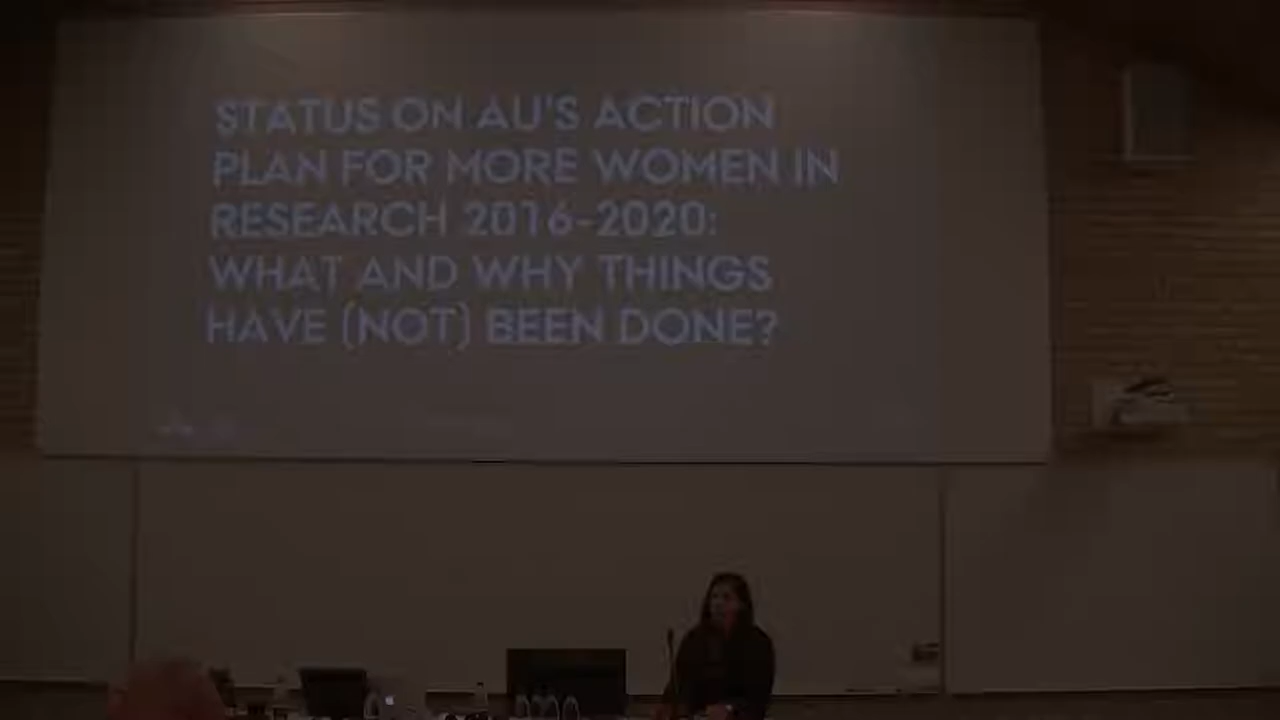 STATUS ON AU'S ACTION
PLAN FOR MORE WOMEN IN
RESEARCH 2016-2020:
WHAT AND WHY THINGS
HAVE (NOT) BEEN DONE?